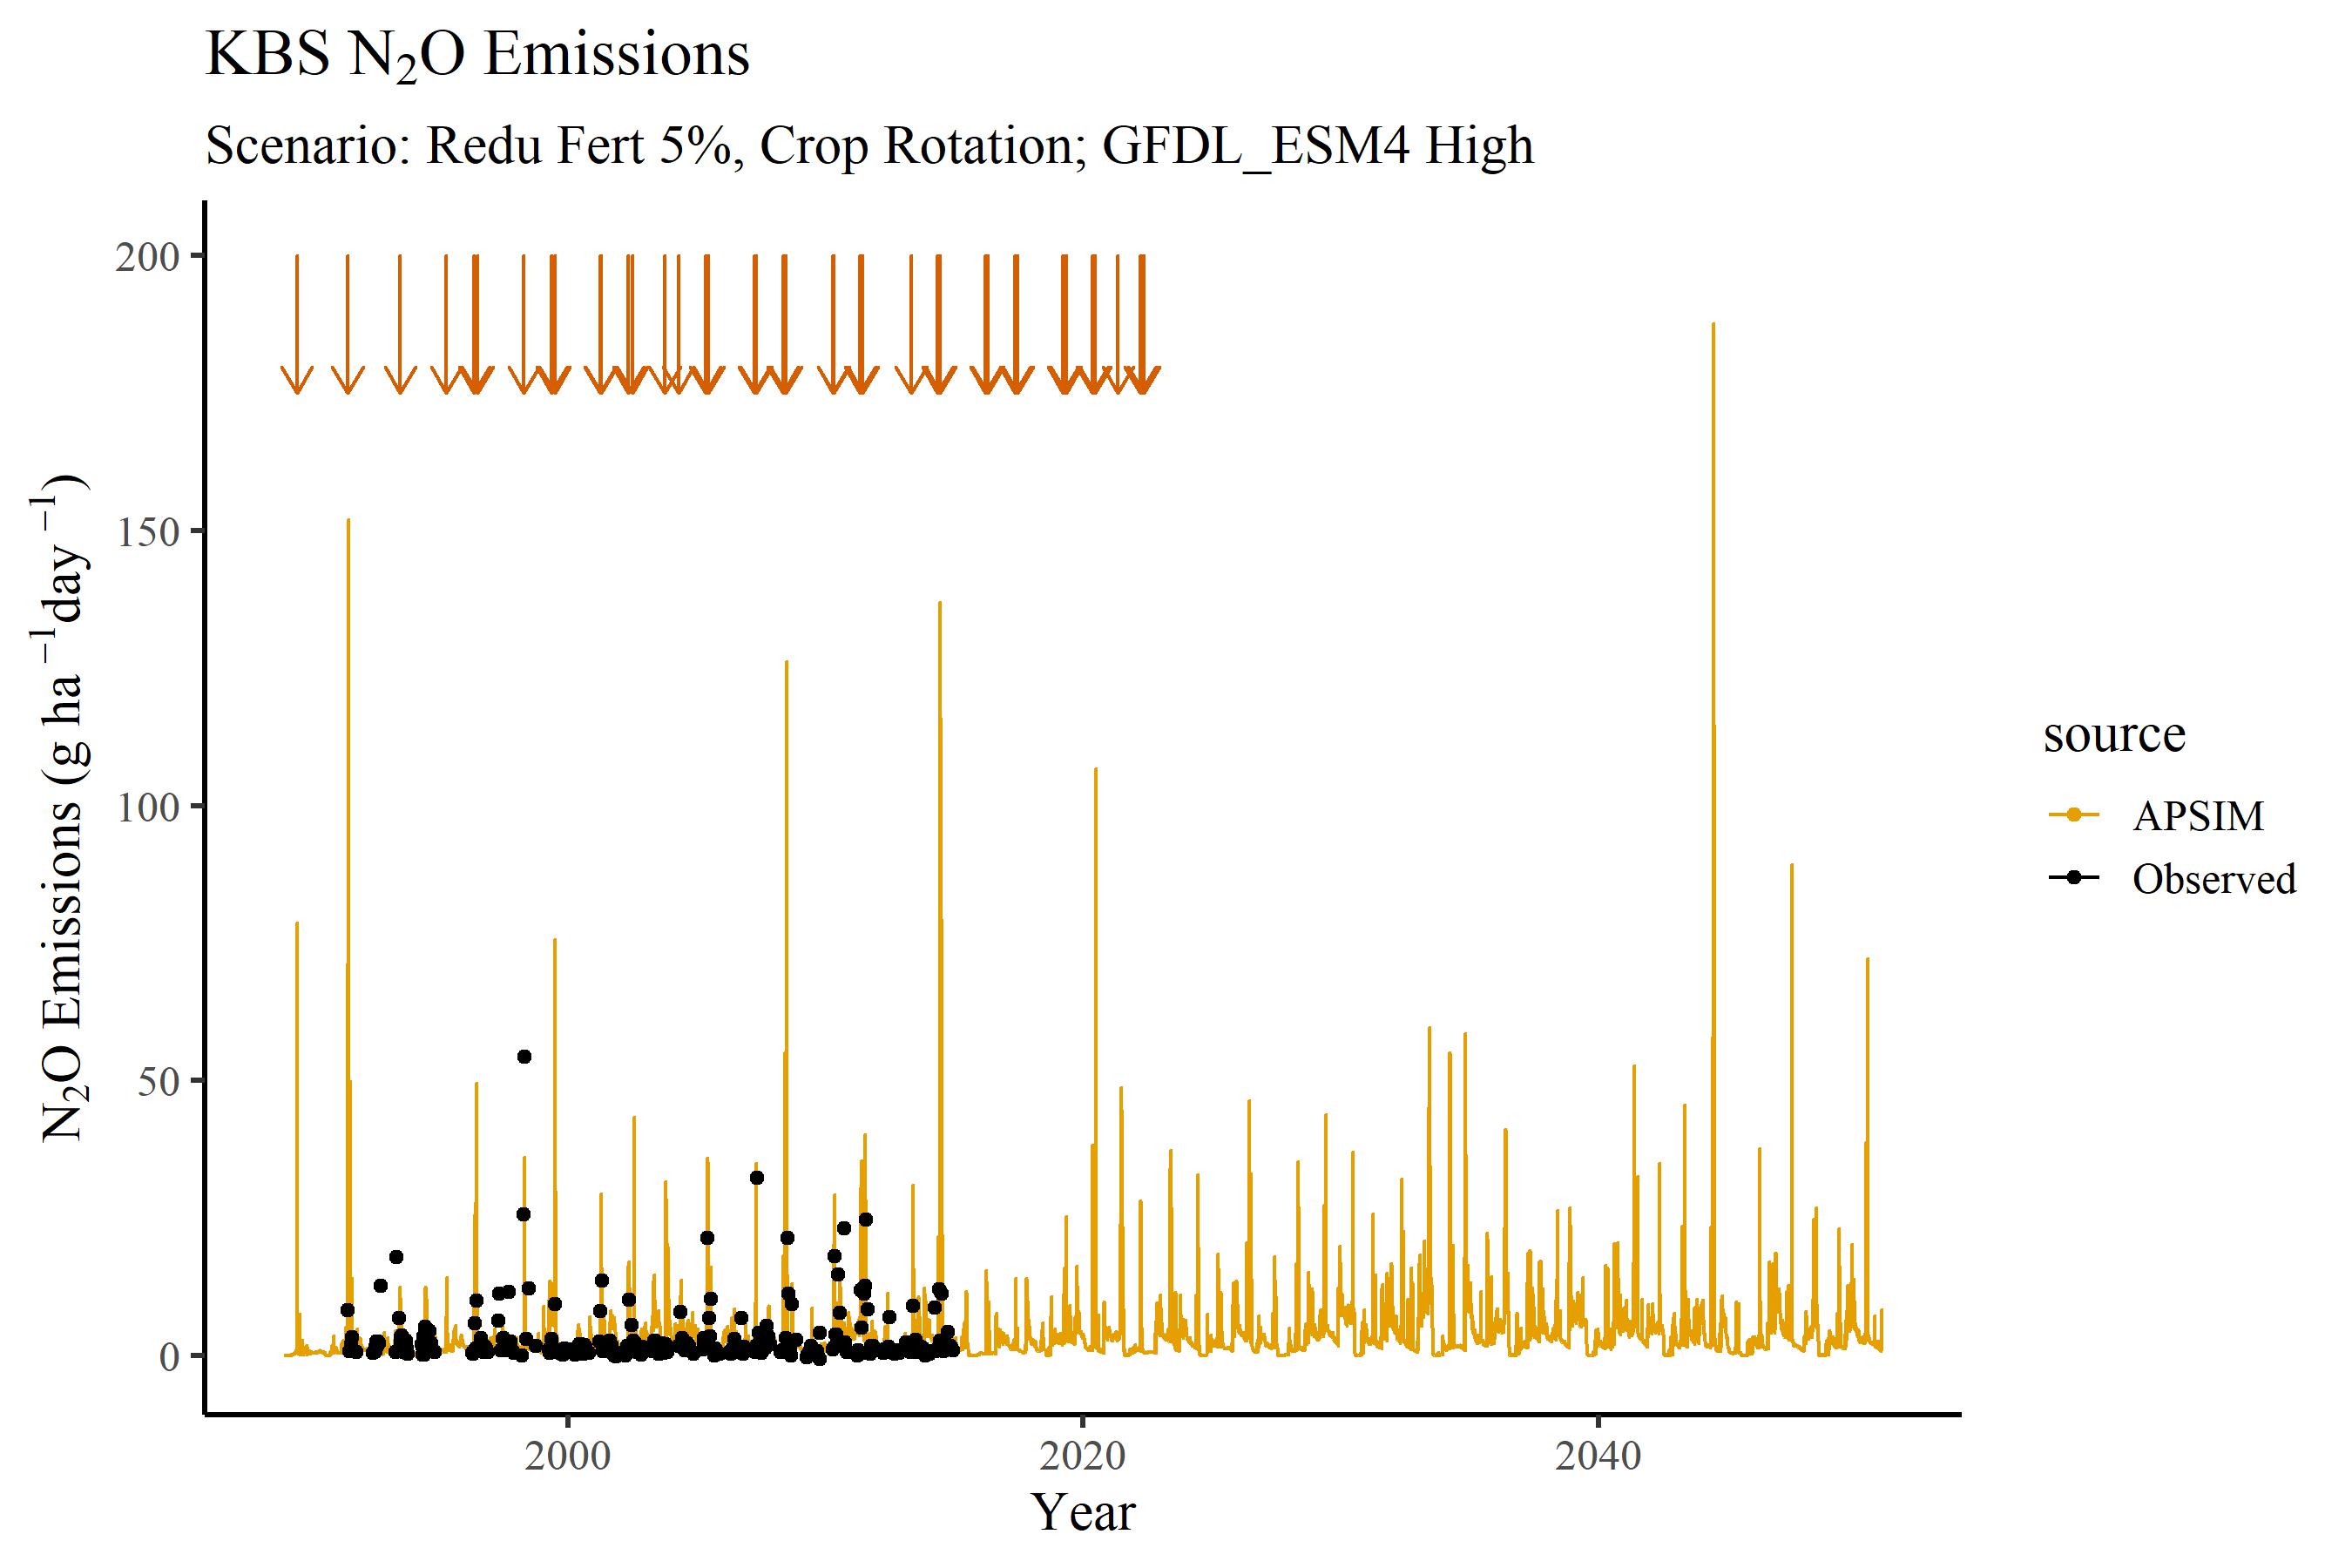 KBS N₂O Emissions
Scenario: Redu Fert 5%, Crop Rotation; GFDL_ESM4 High
N₂O Emissions (g ha ⁻¹day ⁻¹)
200
150
100
50
0
2000
2020
2040
Year
source
APSIM
Observed